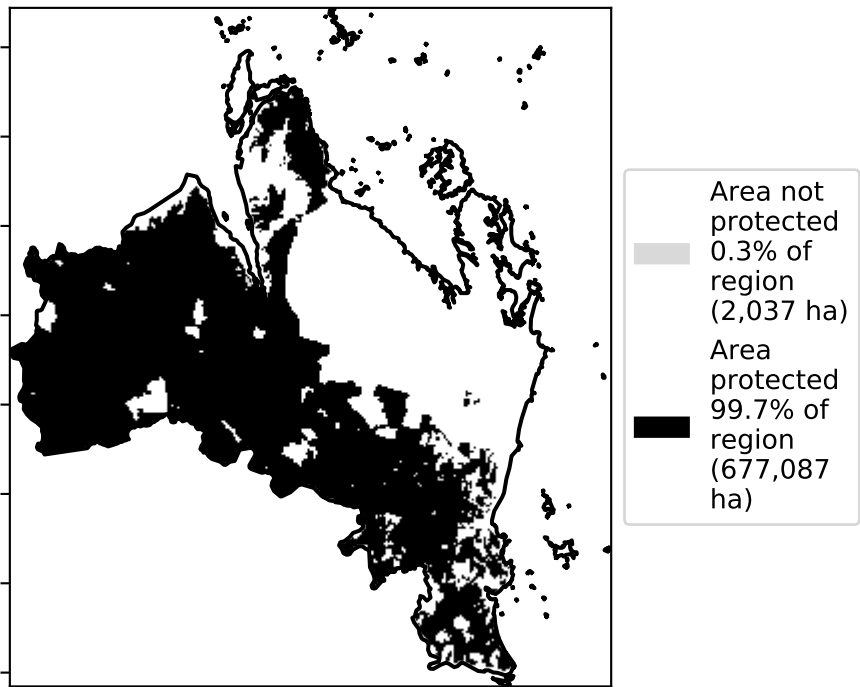 Area not
protected
0.3% of
region
(2,037 ha)
Area
protected
99.7% of
region
(677,087
ha)